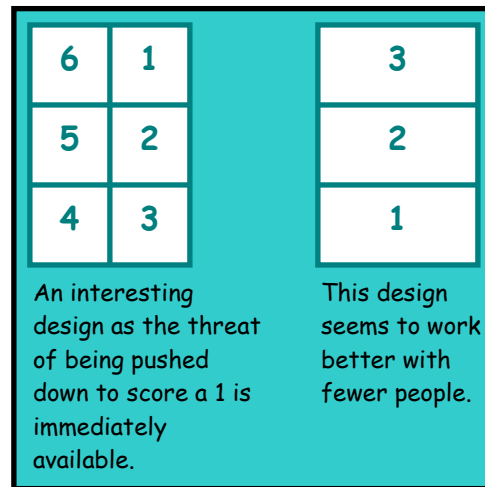 6 1
5 2
4 3
An interesting
design as the threat
of being pushed
down to score a 1 is
immediately
available.
3
2
1
This design
seems to work
better with
fewer people.